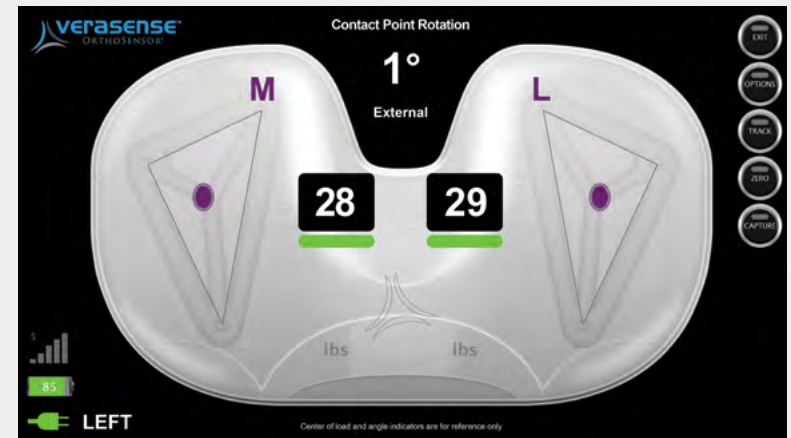 VERASENSE™
ORTHOSENSOR®
Contact Point Rotation
1°
External
M
L
28
29
EXIT
OPTIONS
TRACK
ZERO
CAPTURE
lbs
lbs
S
85
LEFT
Center of load and angle indicators are for reference only